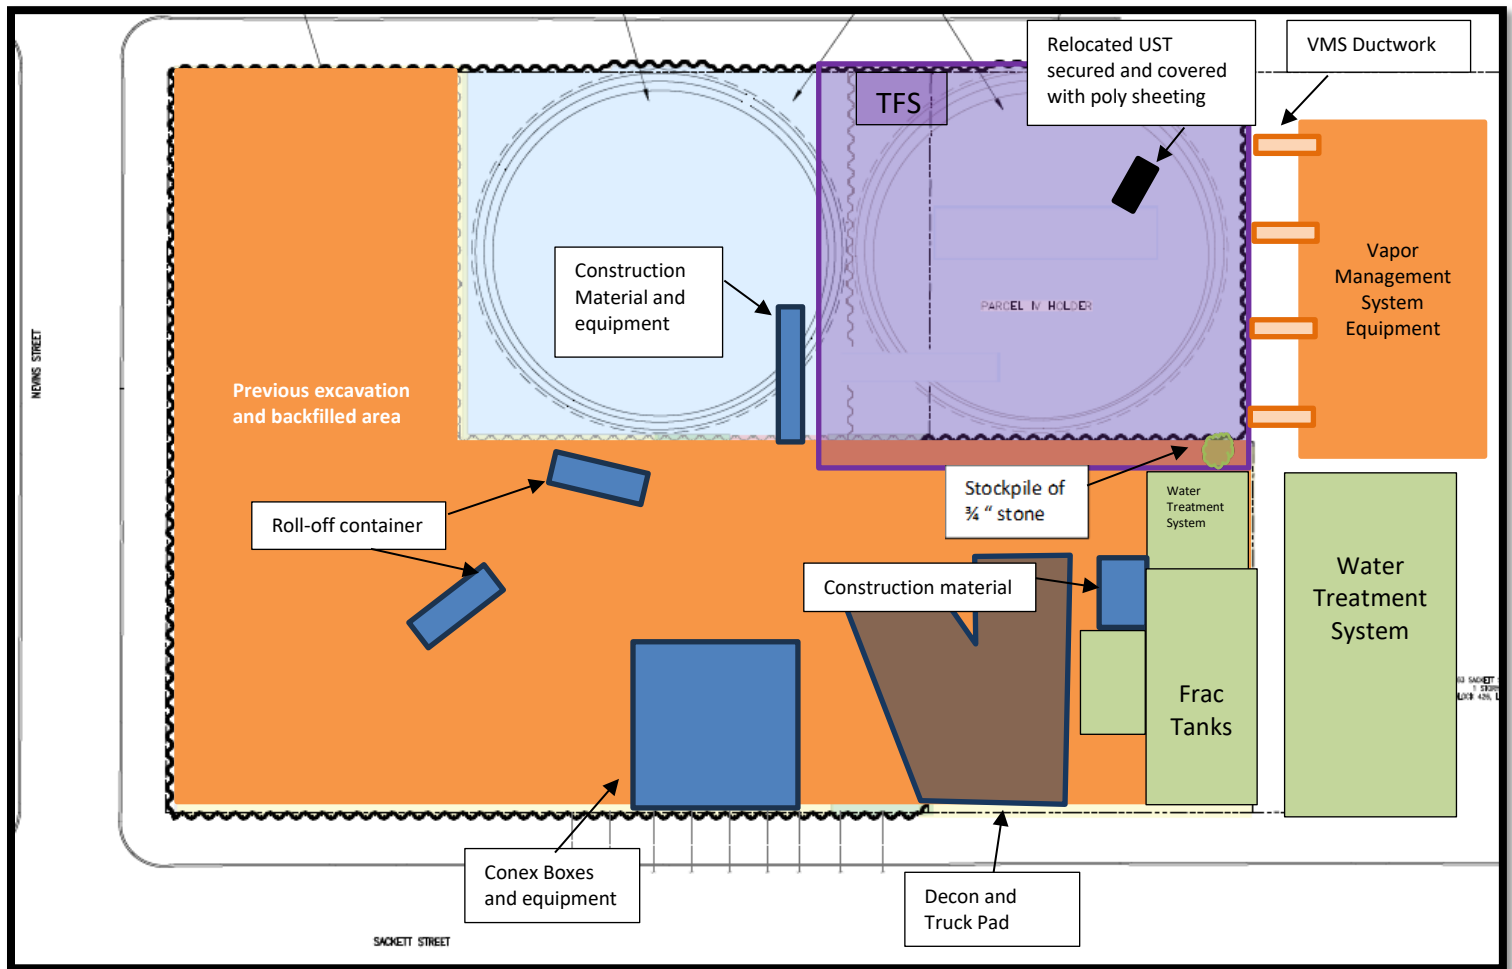 Relocated UST
secured and covered
with poly sheeting
VMS Ductwork
TFS
Construction
Material and
equipment
Vapor
Management
System
Equipment
PARCEL IV HOLDER
NEVINS STREET
Previous excavation
and backfilled area
Stockpile of
¾ “ stone
Water
Treatment
System
Roll-off container
Construction material
Water
Treatment
System
Frac
Tanks
SACKETT
1
BLOCK
Conex Boxes
and equipment
Decon and
Truck Pad
SACKETT STREET